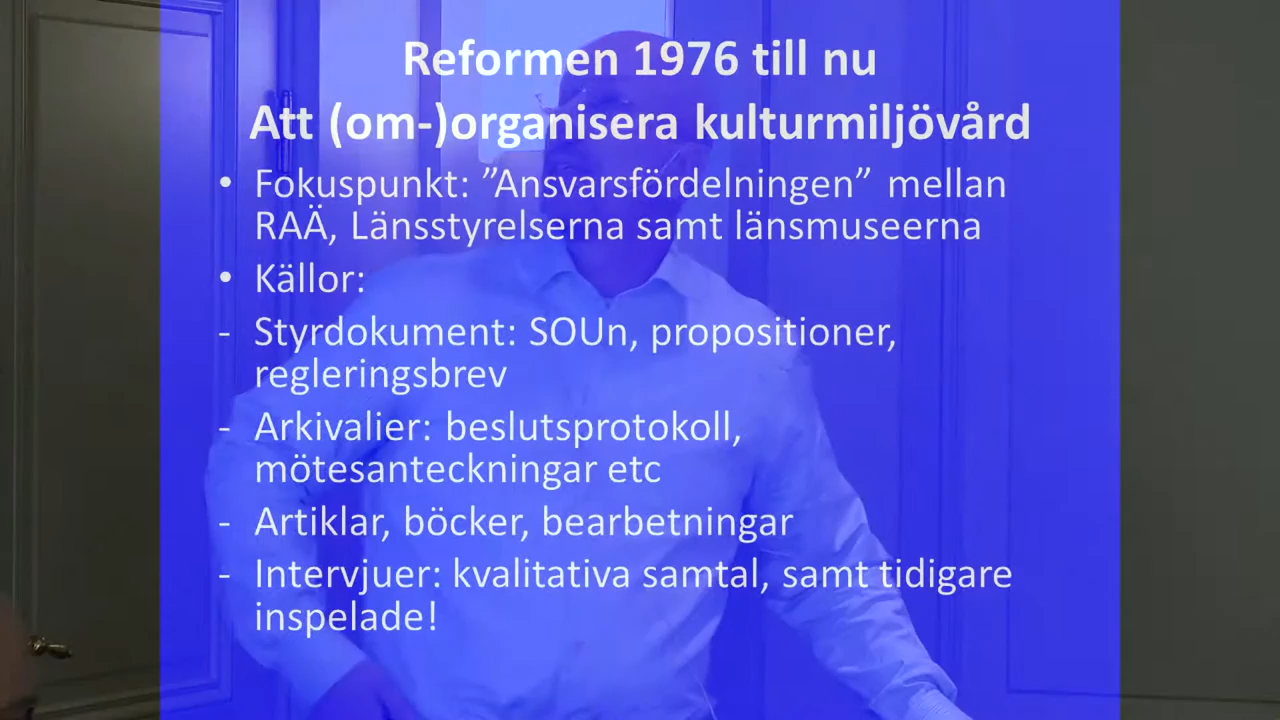 Reformen 1976 till nu
Att (om-)organisera kulturmiljövård
• Fokuspunkt: ”Ansvarsfördelningen” mellan
RAÄ, Länsstyrelserna samt länsmuseerna
• Källor:
- Styrdokument: SOUn, propositioner,
regleringsbrev
- Arkivalier: beslutsprotokoll,
mötesanteckningar etc
- Artiklar, böcker, bearbetningar
- Intervjuer: kvalitativa samtal, samt tidigare
inspelade!